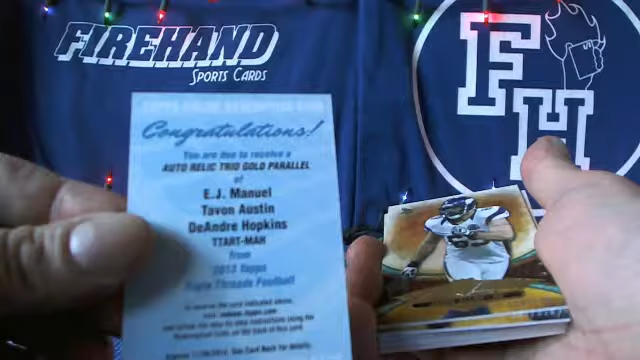 FIREHAND
SPORTS CARDS
FH
Congratulations!
You are due to receive a
AUTO RELIC TRIO GOLD PARALLEL
of
E.J. Manuel
Tavon Austin
DeAndre Hopkins
TTART-MAH
from
2013 Topps
Triple Threads Football